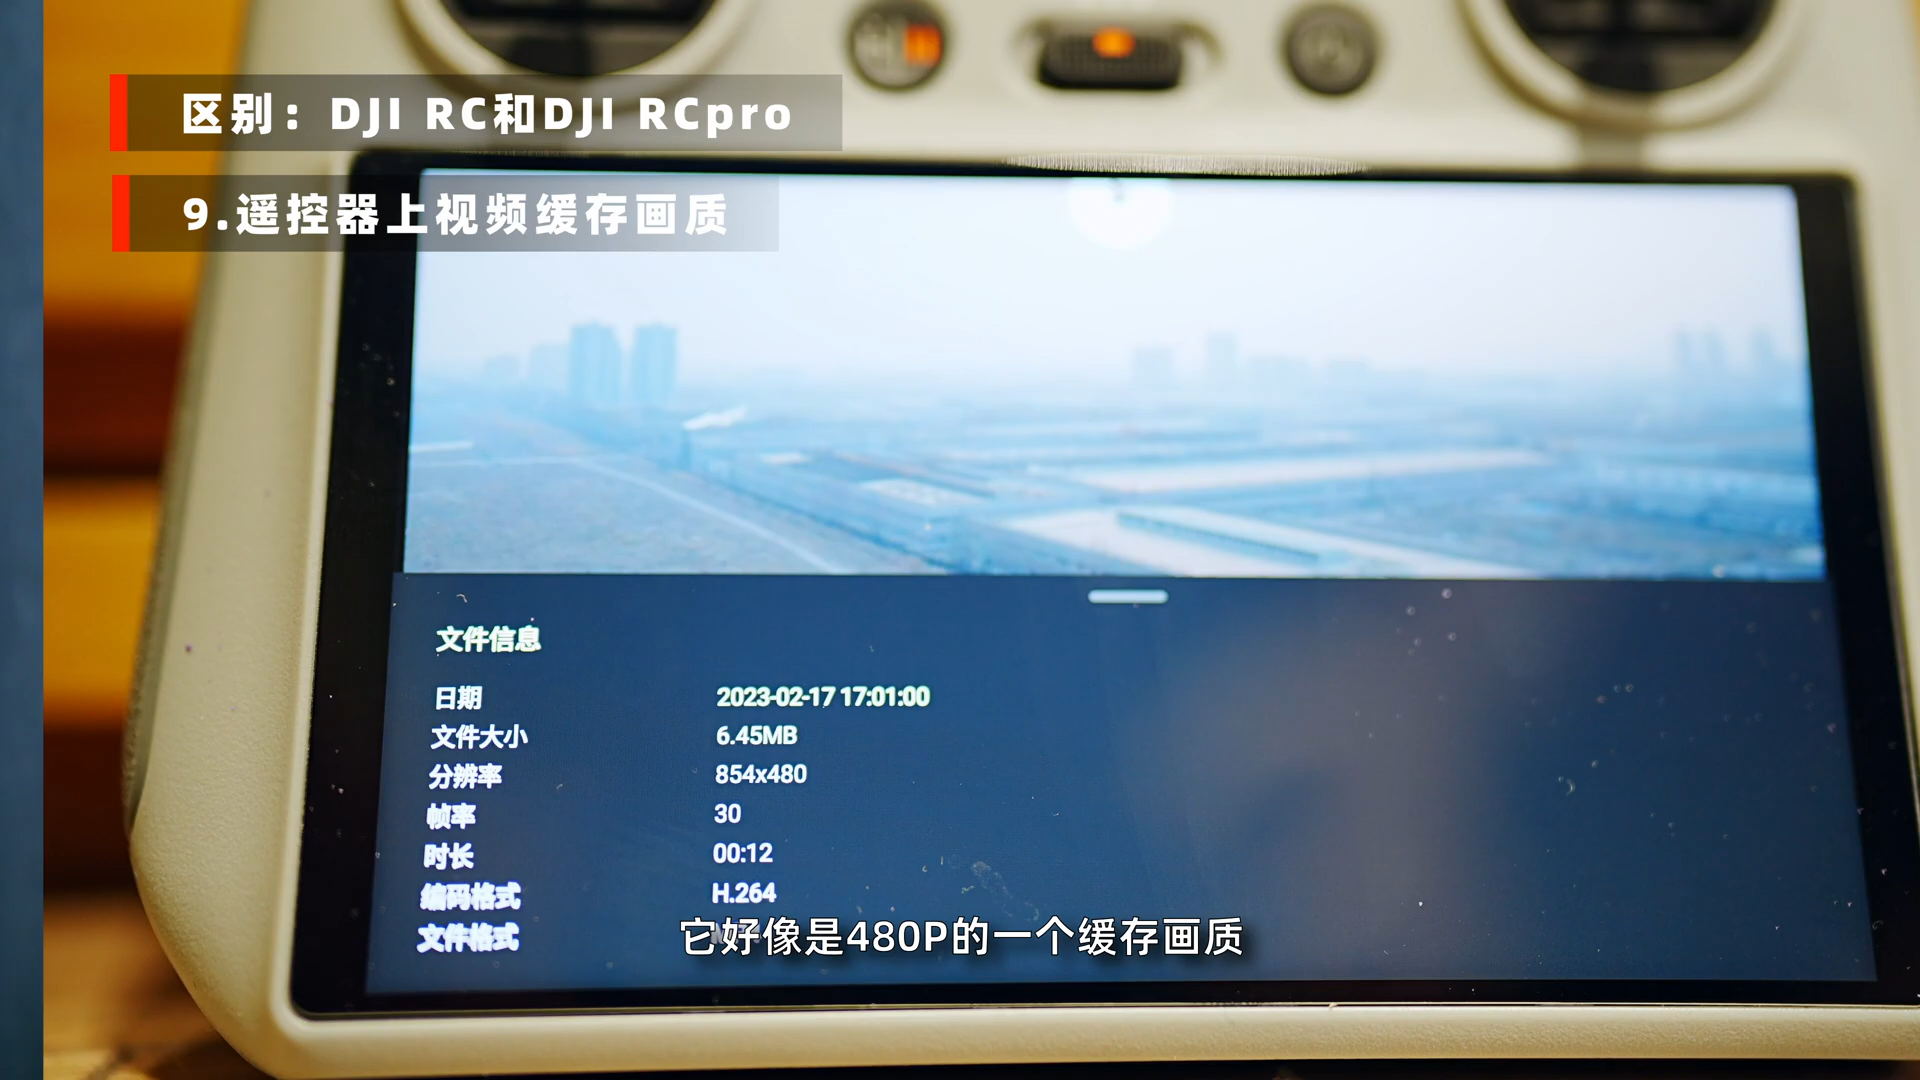 区别：DJI RC和DJI RCpro
9.遥控器上视频缓存画质
文件信息
日期 2023-02-17 17:01:00
文件大小 6.45MB
分辨率 854x480
帧率 30
时长 00:12
编码格式 H.264
文件格式
它好像是480P的一个缓存画质